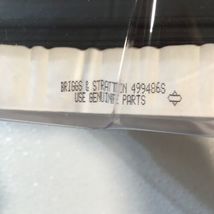 BRIGGS & STRATTON 499486S
USE GENUINE PARTS